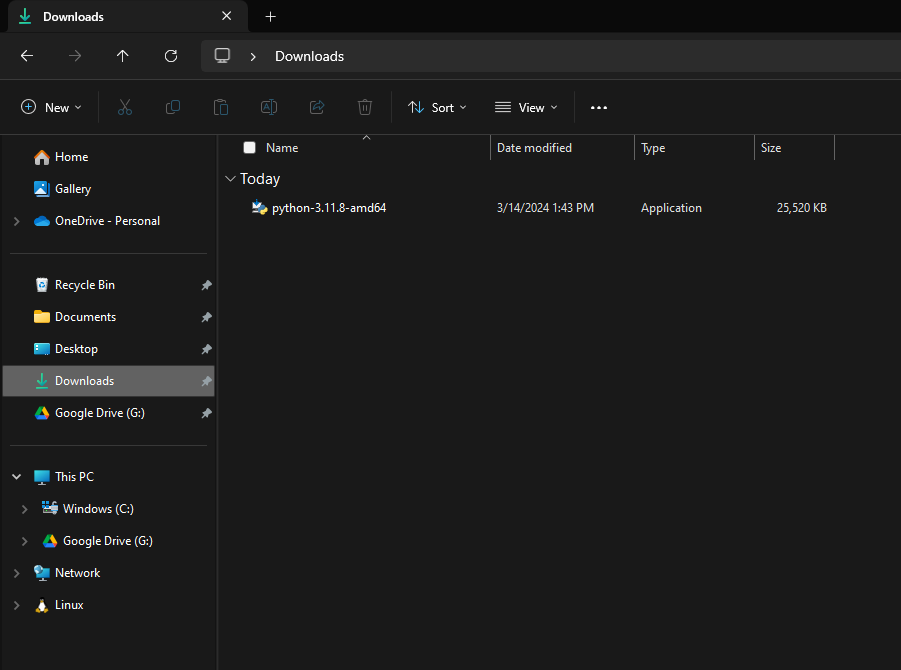 Downloads
Downloads
New Sort View
Name Date modified Type Size
Today
python-3.11.8-amd64 3/14/2024 1:43 PM Application 25,520 KB
Home
Gallery
OneDrive - Personal
Recycle Bin
Documents
Desktop
Downloads
Google Drive (G:)
This PC
Windows (C:)
Google Drive (G:)
Network
Linux